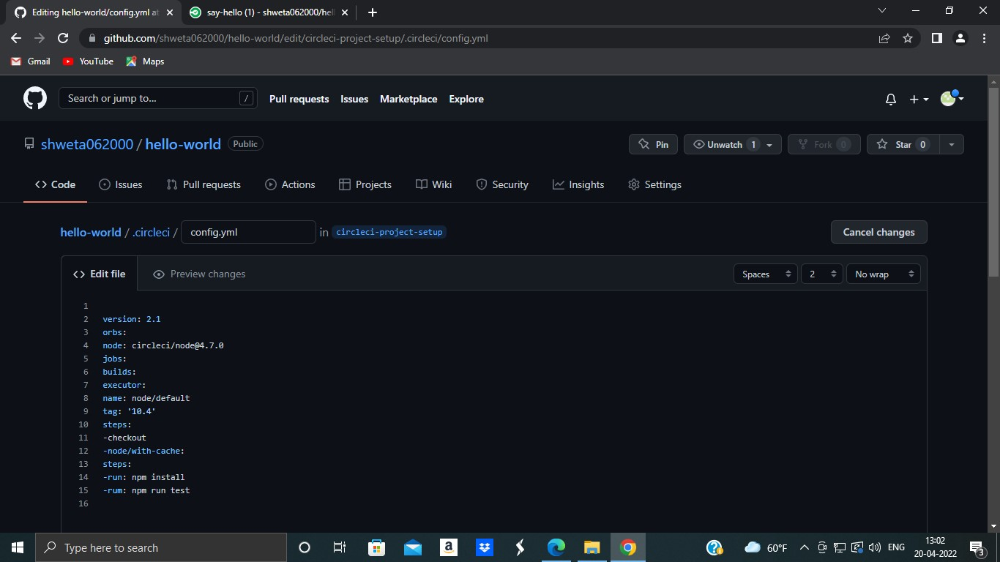 Editing hello-world/config.yml at
say-hello (1) - shweta062000/hell
github.com/shweta062000/hello-world/edit/circleci-project-setup/.circleci/config.yml
Gmail YouTube Maps
Search or jump to... / Pull requests Issues Marketplace Explore
shweta062000 / hello-world Public Pin Unwatch 1 Fork 0 Star 0
Code Issues Pull requests Actions Projects Wiki Security Insights Settings
hello-world / .circleci / config.yml in circleci-project-setup Cancel changes
Edit file Preview changes Spaces 2 No wrap
1
2 version: 2.1
3 orbs:
4 node: circleci/node@4.7.0
5 jobs:
6 builds:
7 executor:
8 name: node/default
9 tag: '10.4'
10 steps:
11 -checkout
12 -node/with-cache:
13 steps:
14 -run: npm install
15 -rum: npm run test
16
Type here to search
a
60°F
ENG
13:02
20-04-2022
3